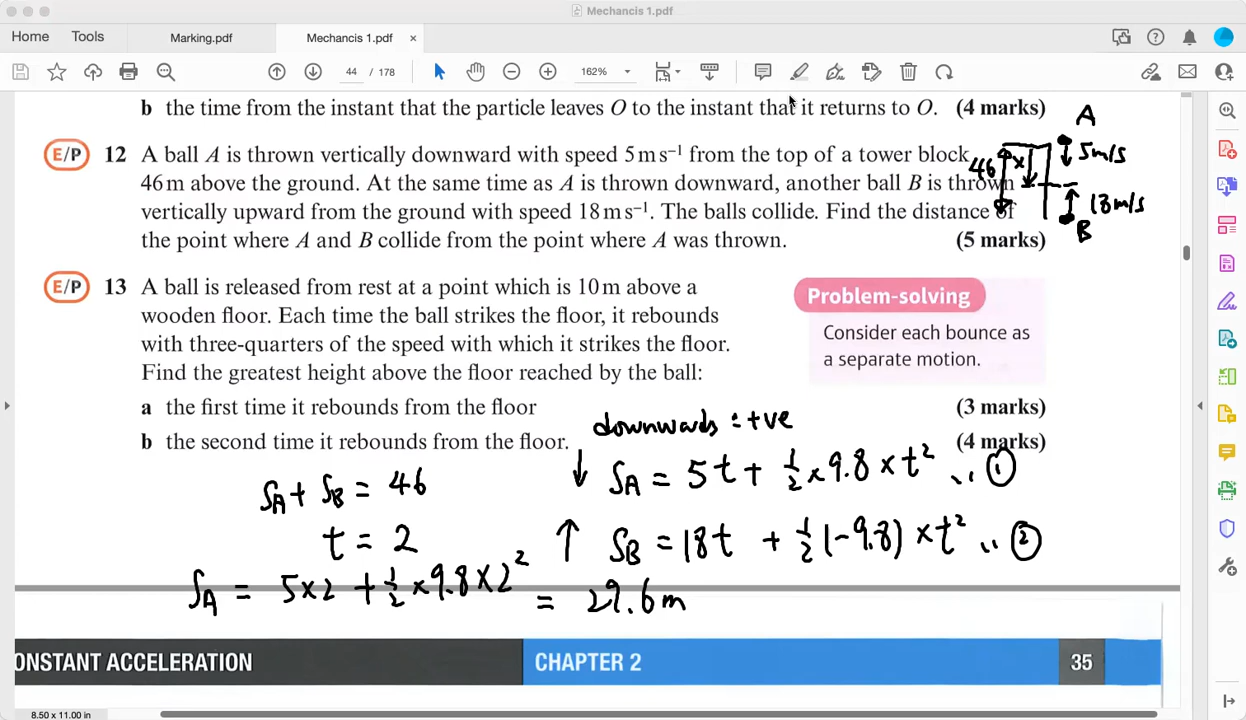 Mechancis 1.pdf
Home Tools Marking.pdf Mechancis 1.pdf ×
44 / 178 162%
b the time from the instant that the particle leaves O to the instant that it returns to O. (4 marks)
E/P 12 A ball A is thrown vertically downward with speed 5 m s⁻¹ from the top of a tower block
46 m above the ground. At the same time as A is thrown downward, another ball B is thrown
vertically upward from the ground with speed 18 m s⁻¹. The balls collide. Find the distance of
the point where A and B collide from the point where A was thrown. (5 marks)
A
5m/s
46 x
18m/s
B
E/P 13 A ball is released from rest at a point which is 10 m above a
wooden floor. Each time the ball strikes the floor, it rebounds
with three-quarters of the speed with which it strikes the floor.
Find the greatest height above the floor reached by the ball:
Problem-solving
Consider each bounce as
a separate motion.
a the first time it rebounds from the floor (3 marks)
b the second time it rebounds from the floor. (4 marks)
downwards : +ve
↓ SA = 5t + ½ × 9.8 × t² ... ①
SA + SB = 46
t = 2
↑ SB = 18t + ½ (-9.8) × t² ... ②
SA = 5×2 + ½ × 9.8 × 2² = 29.6m
ONSTANT ACCELERATION CHAPTER 2 35
8.50 x 11.00 in